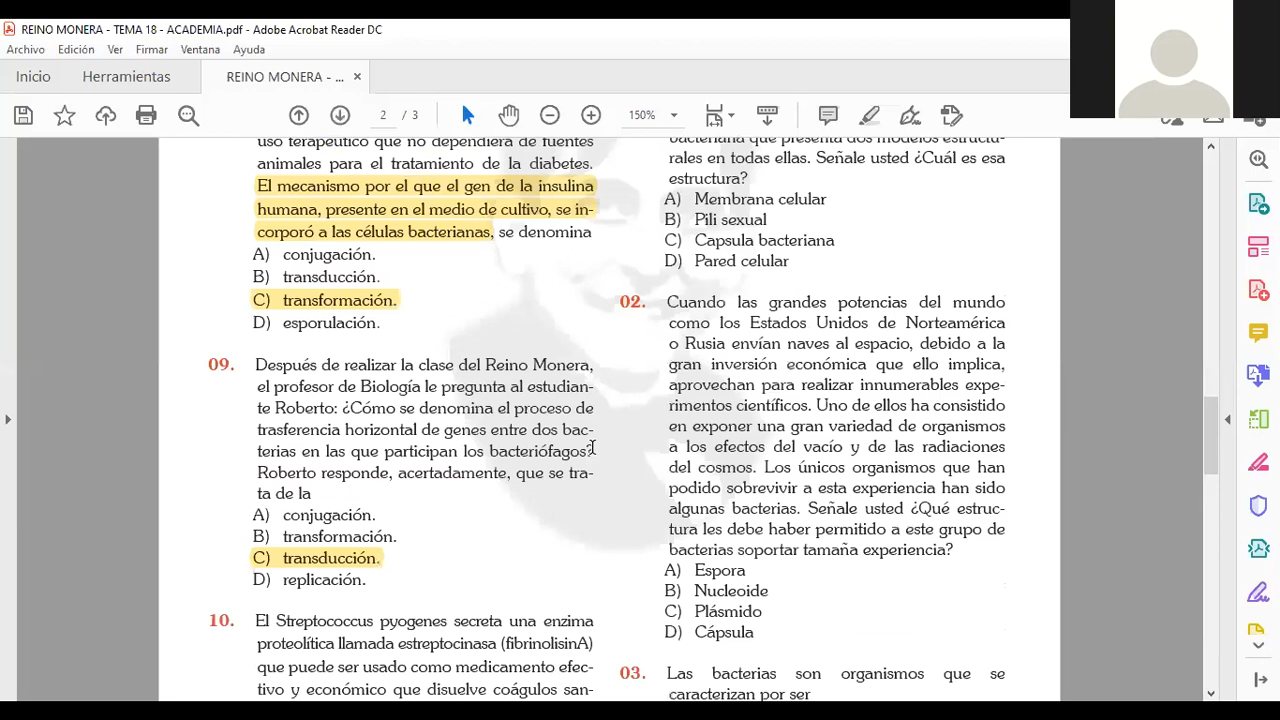 REINO MONERA - TEMA 18 - ACADEMIA.pdf - Adobe Acrobat Reader DC
Archivo Edición Ver Firmar Ventana Ayuda
Inicio Herramientas REINO MONERA - ... ×
2 / 3 150%
uso terapéutico que no dependiera de fuentes
animales para el tratamiento de la diabetes.
El mecanismo por el que el gen de la insulina
humana, presente en el medio de cultivo, se in-
corporó a las células bacterianas, se denomina
A) conjugación.
B) transducción.
C) transformación.
D) esporulación.
09. Después de realizar la clase del Reino Monera,
el profesor de Biología le pregunta al estudian-
te Roberto: ¿Cómo se denomina el proceso de
trasferencia horizontal de genes entre dos bac-
terias en las que participan los bacteriófagos?
Roberto responde, acertadamente, que se tra-
ta de la
A) conjugación.
B) transformación.
C) transducción.
D) replicación.
10. El Streptococcus pyogenes secreta una enzima
proteolítica llamada estreptocinasa (fibrinolisinA)
que puede ser usado como medicamento efec-
tivo y económico que disuelve coágulos san-
bacteriana que presenta dos modelos estructu-
rales en todas ellas. Señale usted ¿Cuál es esa
estructura?
A) Membrana celular
B) Pili sexual
C) Capsula bacteriana
D) Pared celular
02. Cuando las grandes potencias del mundo
como los Estados Unidos de Norteamérica
o Rusia envían naves al espacio, debido a la
gran inversión económica que ello implica,
aprovechan para realizar innumerables expe-
rimentos científicos. Uno de ellos ha consistido
en exponer una gran variedad de organismos
a los efectos del vacío y de las radiaciones
del cosmos. Los únicos organismos que han
podido sobrevivir a esta experiencia han sido
algunas bacterias. Señale usted ¿Qué estruc-
tura les debe haber permitido a este grupo de
bacterias soportar tamaña experiencia?
A) Espora
B) Nucleoide
C) Plásmido
D) Cápsula
03. Las bacterias son organismos que se
caracterizan por ser